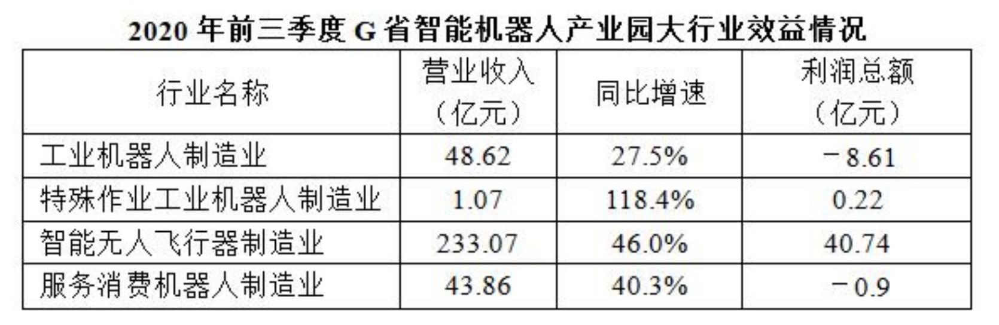 2020 年前三季度 G 省智能机器人产业园大行业效益情况
行业名称 营业收入（亿元） 同比增速 利润总额（亿元）
工业机器人制造业 48.62 27.5% －8.61
特殊作业工业机器人制造业 1.07 118.4% 0.22
智能无人飞行器制造业 233.07 46.0% 40.74
服务消费机器人制造业 43.86 40.3% －0.9